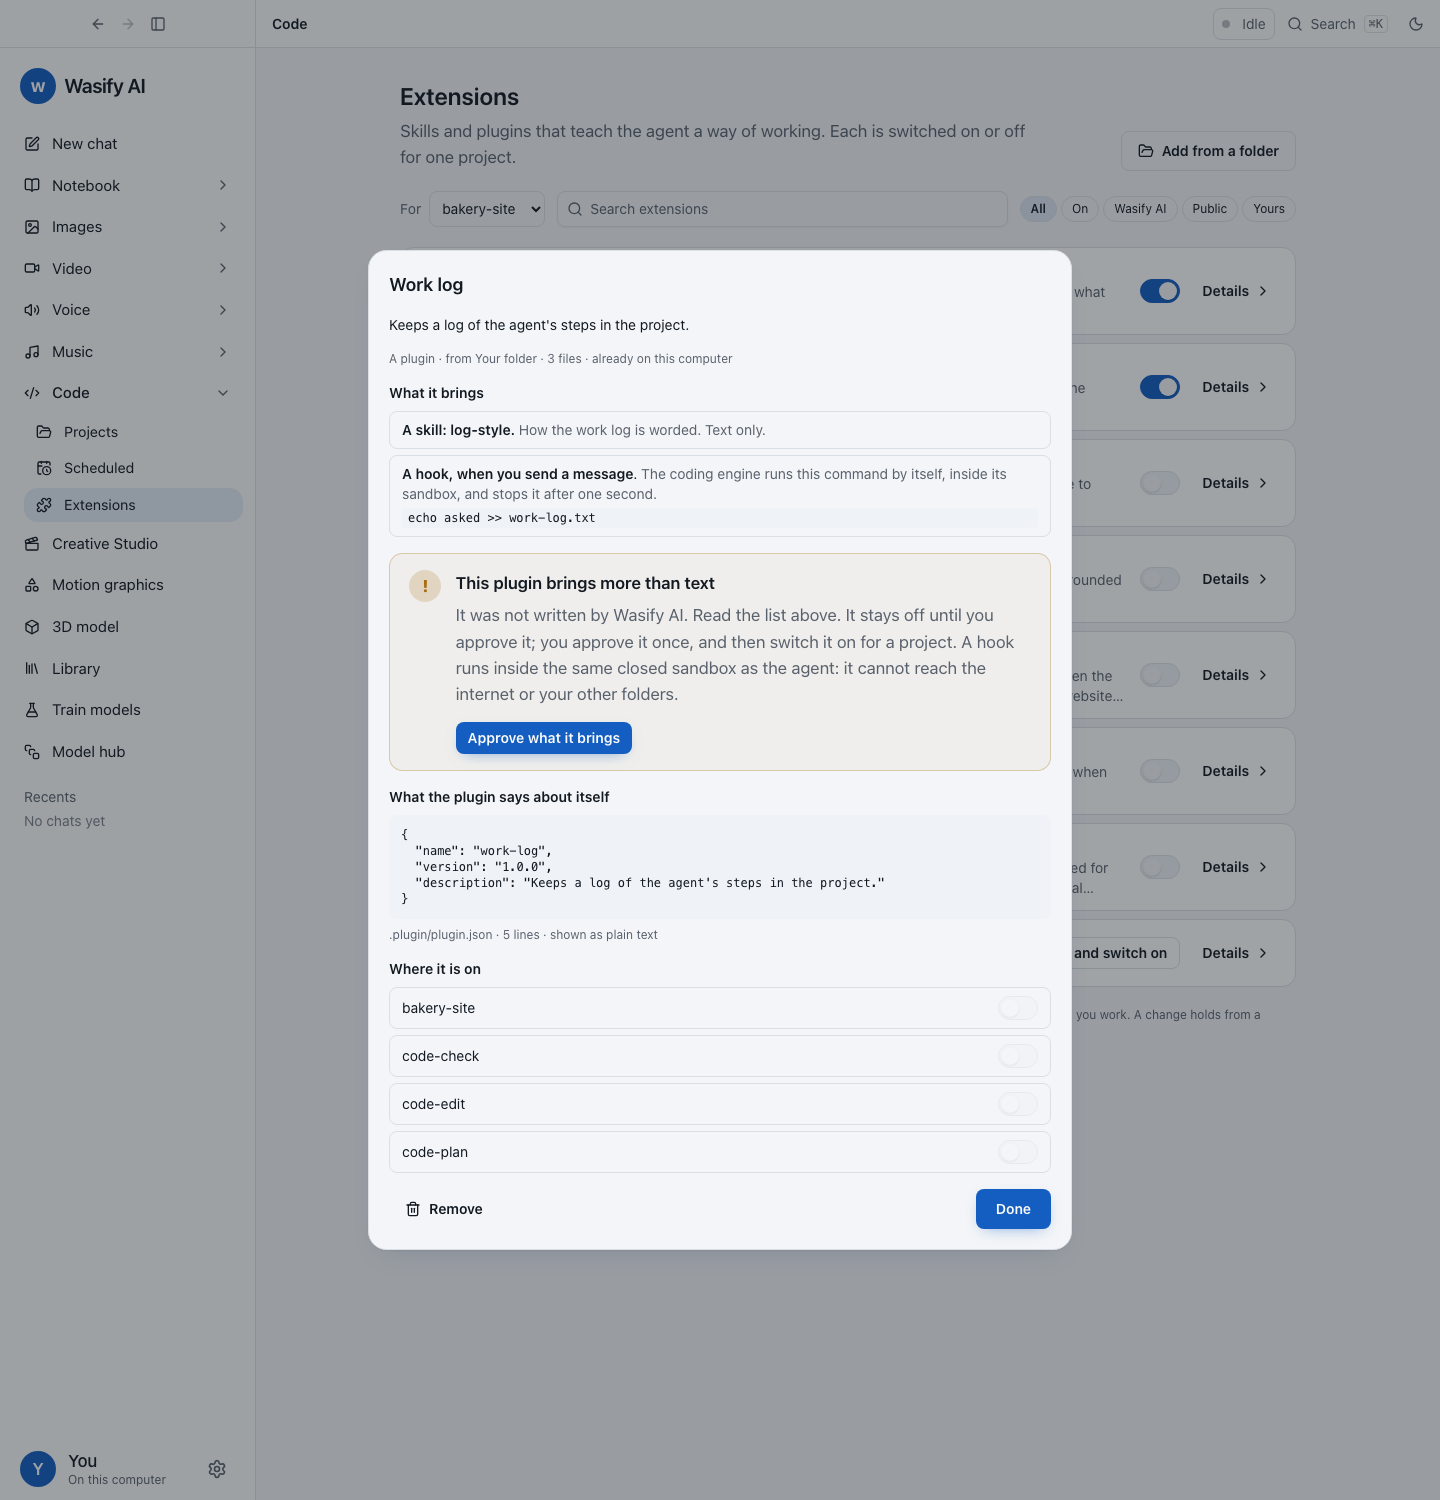 Code
Idle
Search ⌘K
w Wasify AI
New chat
Notebook
Images
Video
Voice
Music
Code
Projects
Scheduled
Extensions
Creative Studio
Motion graphics
3D model
Library
Train models
Model hub
Recents
No chats yet
Y You
On this computer
Extensions
Skills and plugins that teach the agent a way of working. Each is switched on or off
for one project.
Add from a folder
For bakery-site
Search extensions
All On Wasify AI Public Yours
what
Details
ne
Details
e to
Details
rounded
Details
en the
ebsite...
Details
when
Details
ed for
al...
Details
and switch on
Details
you work. A change holds from a
Work log
Keeps a log of the agent's steps in the project.
A plugin · from Your folder · 3 files · already on this computer
What it brings
A skill: log-style. How the work log is worded. Text only.
A hook, when you send a message. The coding engine runs this command by itself, inside its
sandbox, and stops it after one second.
echo asked >> work-log.txt
! This plugin brings more than text
It was not written by Wasify AI. Read the list above. It stays off until you
approve it; you approve it once, and then switch it on for a project. A hook
runs inside the same closed sandbox as the agent: it cannot reach the
internet or your other folders.
Approve what it brings
What the plugin says about itself
{
"name": "work-log",
"version": "1.0.0",
"description": "Keeps a log of the agent's steps in the project."
}
.plugin/plugin.json · 5 lines · shown as plain text
Where it is on
bakery-site
code-check
code-edit
code-plan
Remove
Done